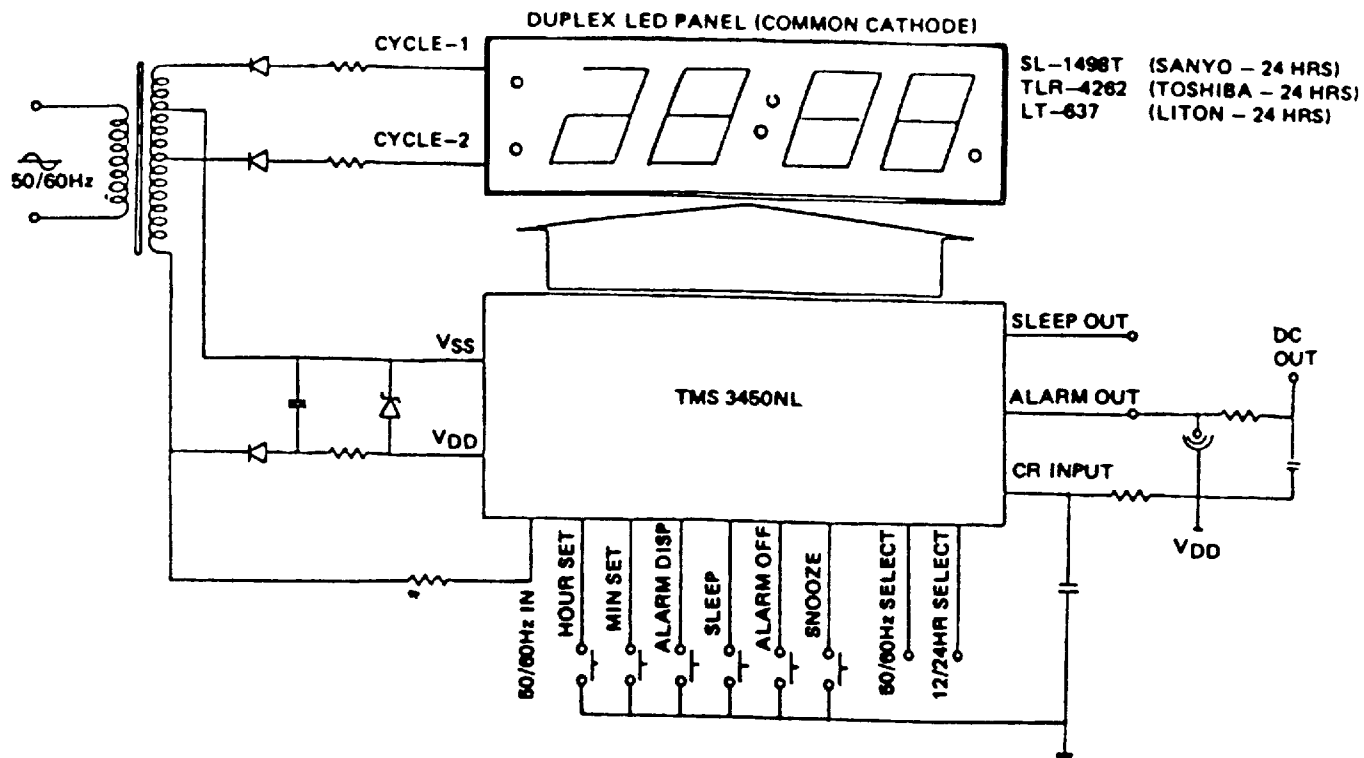 DUPLEX LED PANEL (COMMON CATHODE)
CYCLE-1
SL-1498T (SANYO – 24 HRS)
TLR-4262 (TOSHIBA – 24 HRS)
LT-637 (LITON – 24 HRS)
CYCLE-2
50/60Hz
SLEEP OUT
DC
OUT
VSS
TMS 3450NL
ALARM OUT
VDD
CR INPUT
VDD
50/60Hz IN
HOUR SET
MIN SET
ALARM DISP
SLEEP
ALARM OFF
SNOOZE
50/60Hz SELECT
12/24HR SELECT